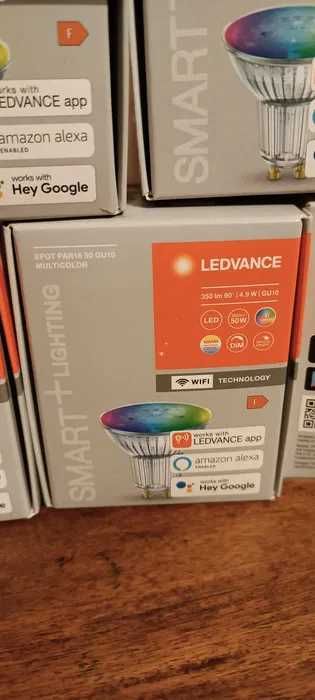 F
works with
LEDVANCE app
amazon alexa
ENABLED
works with
Hey Google
SMART
SPOT PAR16 50 GU10
MULTICOLOR
LEDVANCE
350 lm 90° | 4.9 W | GU10
LED
50W
DIM
WIFI TECHNOLOGY
F
SMART+ LIGHTING
works with
LEDVANCE app
amazon alexa
ENABLED
works with
Hey Google